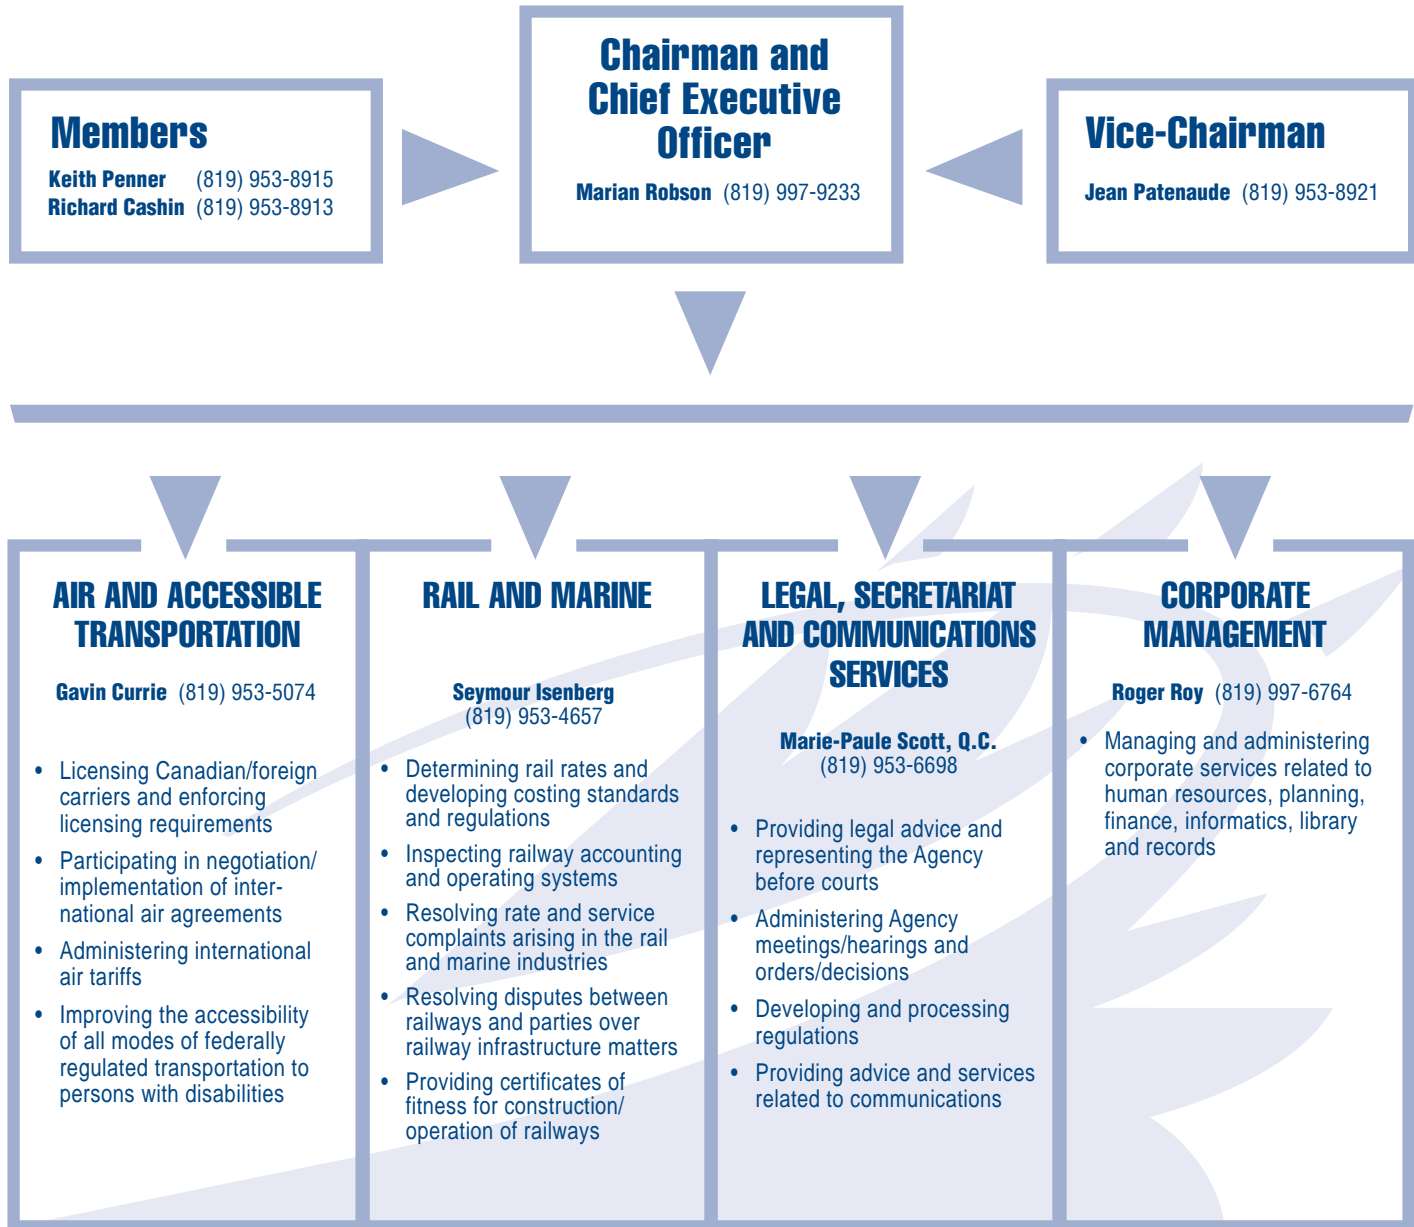 Chairman and
Chief Executive
Officer
Marian Robson (819) 997-9233
Members
Keith Penner (819) 953-8915
Richard Cashin (819) 953-8913
Vice-Chairman
Jean Patenaude (819) 953-8921
AIR AND ACCESSIBLE
TRANSPORTATION
Gavin Currie (819) 953-5074
• Licensing Canadian/foreign
carriers and enforcing
licensing requirements
• Participating in negotiation/
implementation of inter-
national air agreements
• Administering international
air tariffs
• Improving the accessibility
of all modes of federally
regulated transportation to
persons with disabilities
RAIL AND MARINE
Seymour Isenberg
(819) 953-4657
• Determining rail rates and
developing costing standards
and regulations
• Inspecting railway accounting
and operating systems
• Resolving rate and service
complaints arising in the rail
and marine industries
• Resolving disputes between
railways and parties over
railway infrastructure matters
• Providing certificates of
fitness for construction/
operation of railways
LEGAL, SECRETARIAT
AND COMMUNICATIONS
SERVICES
Marie-Paule Scott, Q.C.
(819) 953-6698
• Providing legal advice and
representing the Agency
before courts
• Administering Agency
meetings/hearings and
orders/decisions
• Developing and processing
regulations
• Providing advice and services
related to communications
CORPORATE
MANAGEMENT
Roger Roy (819) 997-6764
• Managing and administering
corporate services related to
human resources, planning,
finance, informatics, library
and records